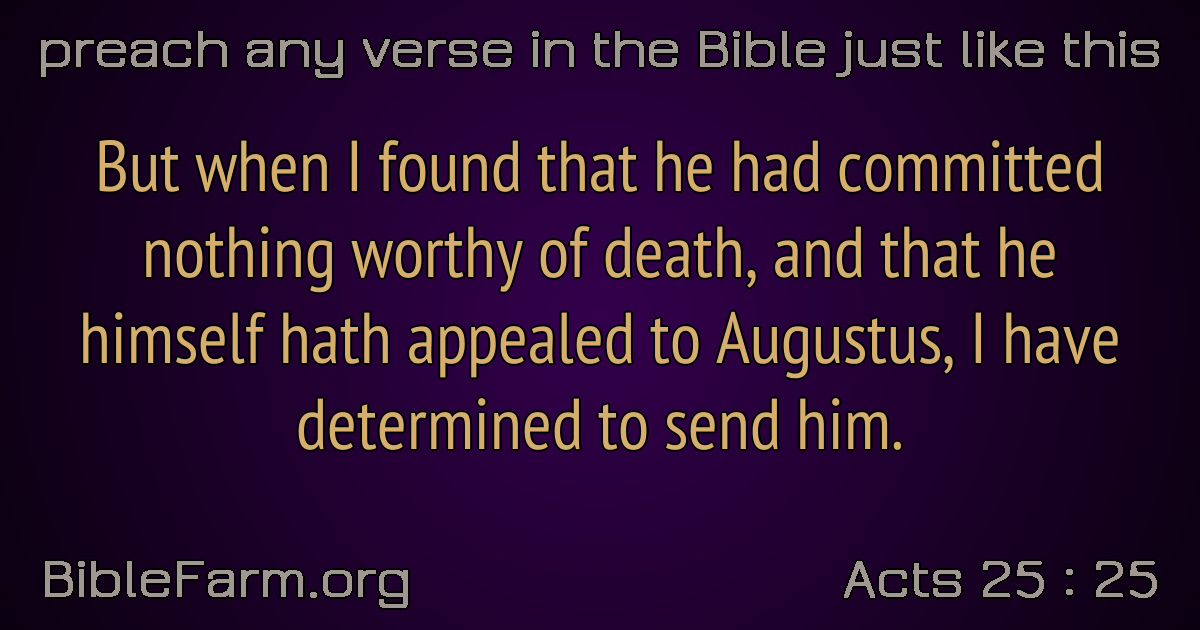 preach any verse in the Bible just like this
But when I found that he had committed
nothing worthy of death, and that he
himself hath appealed to Augustus, I have
determined to send him.
BibleFarm.org
Acts 25 : 25